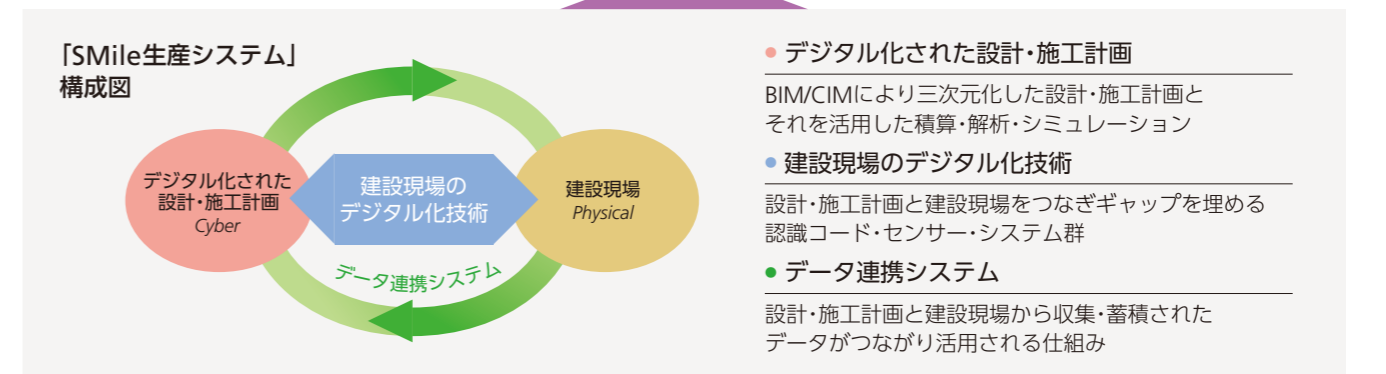 「SMile生産システム」
構成図
デジタル化された
設計・施工計画
Cyber
建設現場の
デジタル化技術
建設現場
Physical
データ連携システム
● デジタル化された設計・施工計画
BIM/CIMにより三次元化した設計・施工計画と
それを活用した積算・解析・シミュレーション
● 建設現場のデジタル化技術
設計・施工計画と建設現場をつなぎギャップを埋める
認識コード・センサー・システム群
● データ連携システム
設計・施工計画と建設現場から収集・蓄積された
データがつながり活用される仕組み